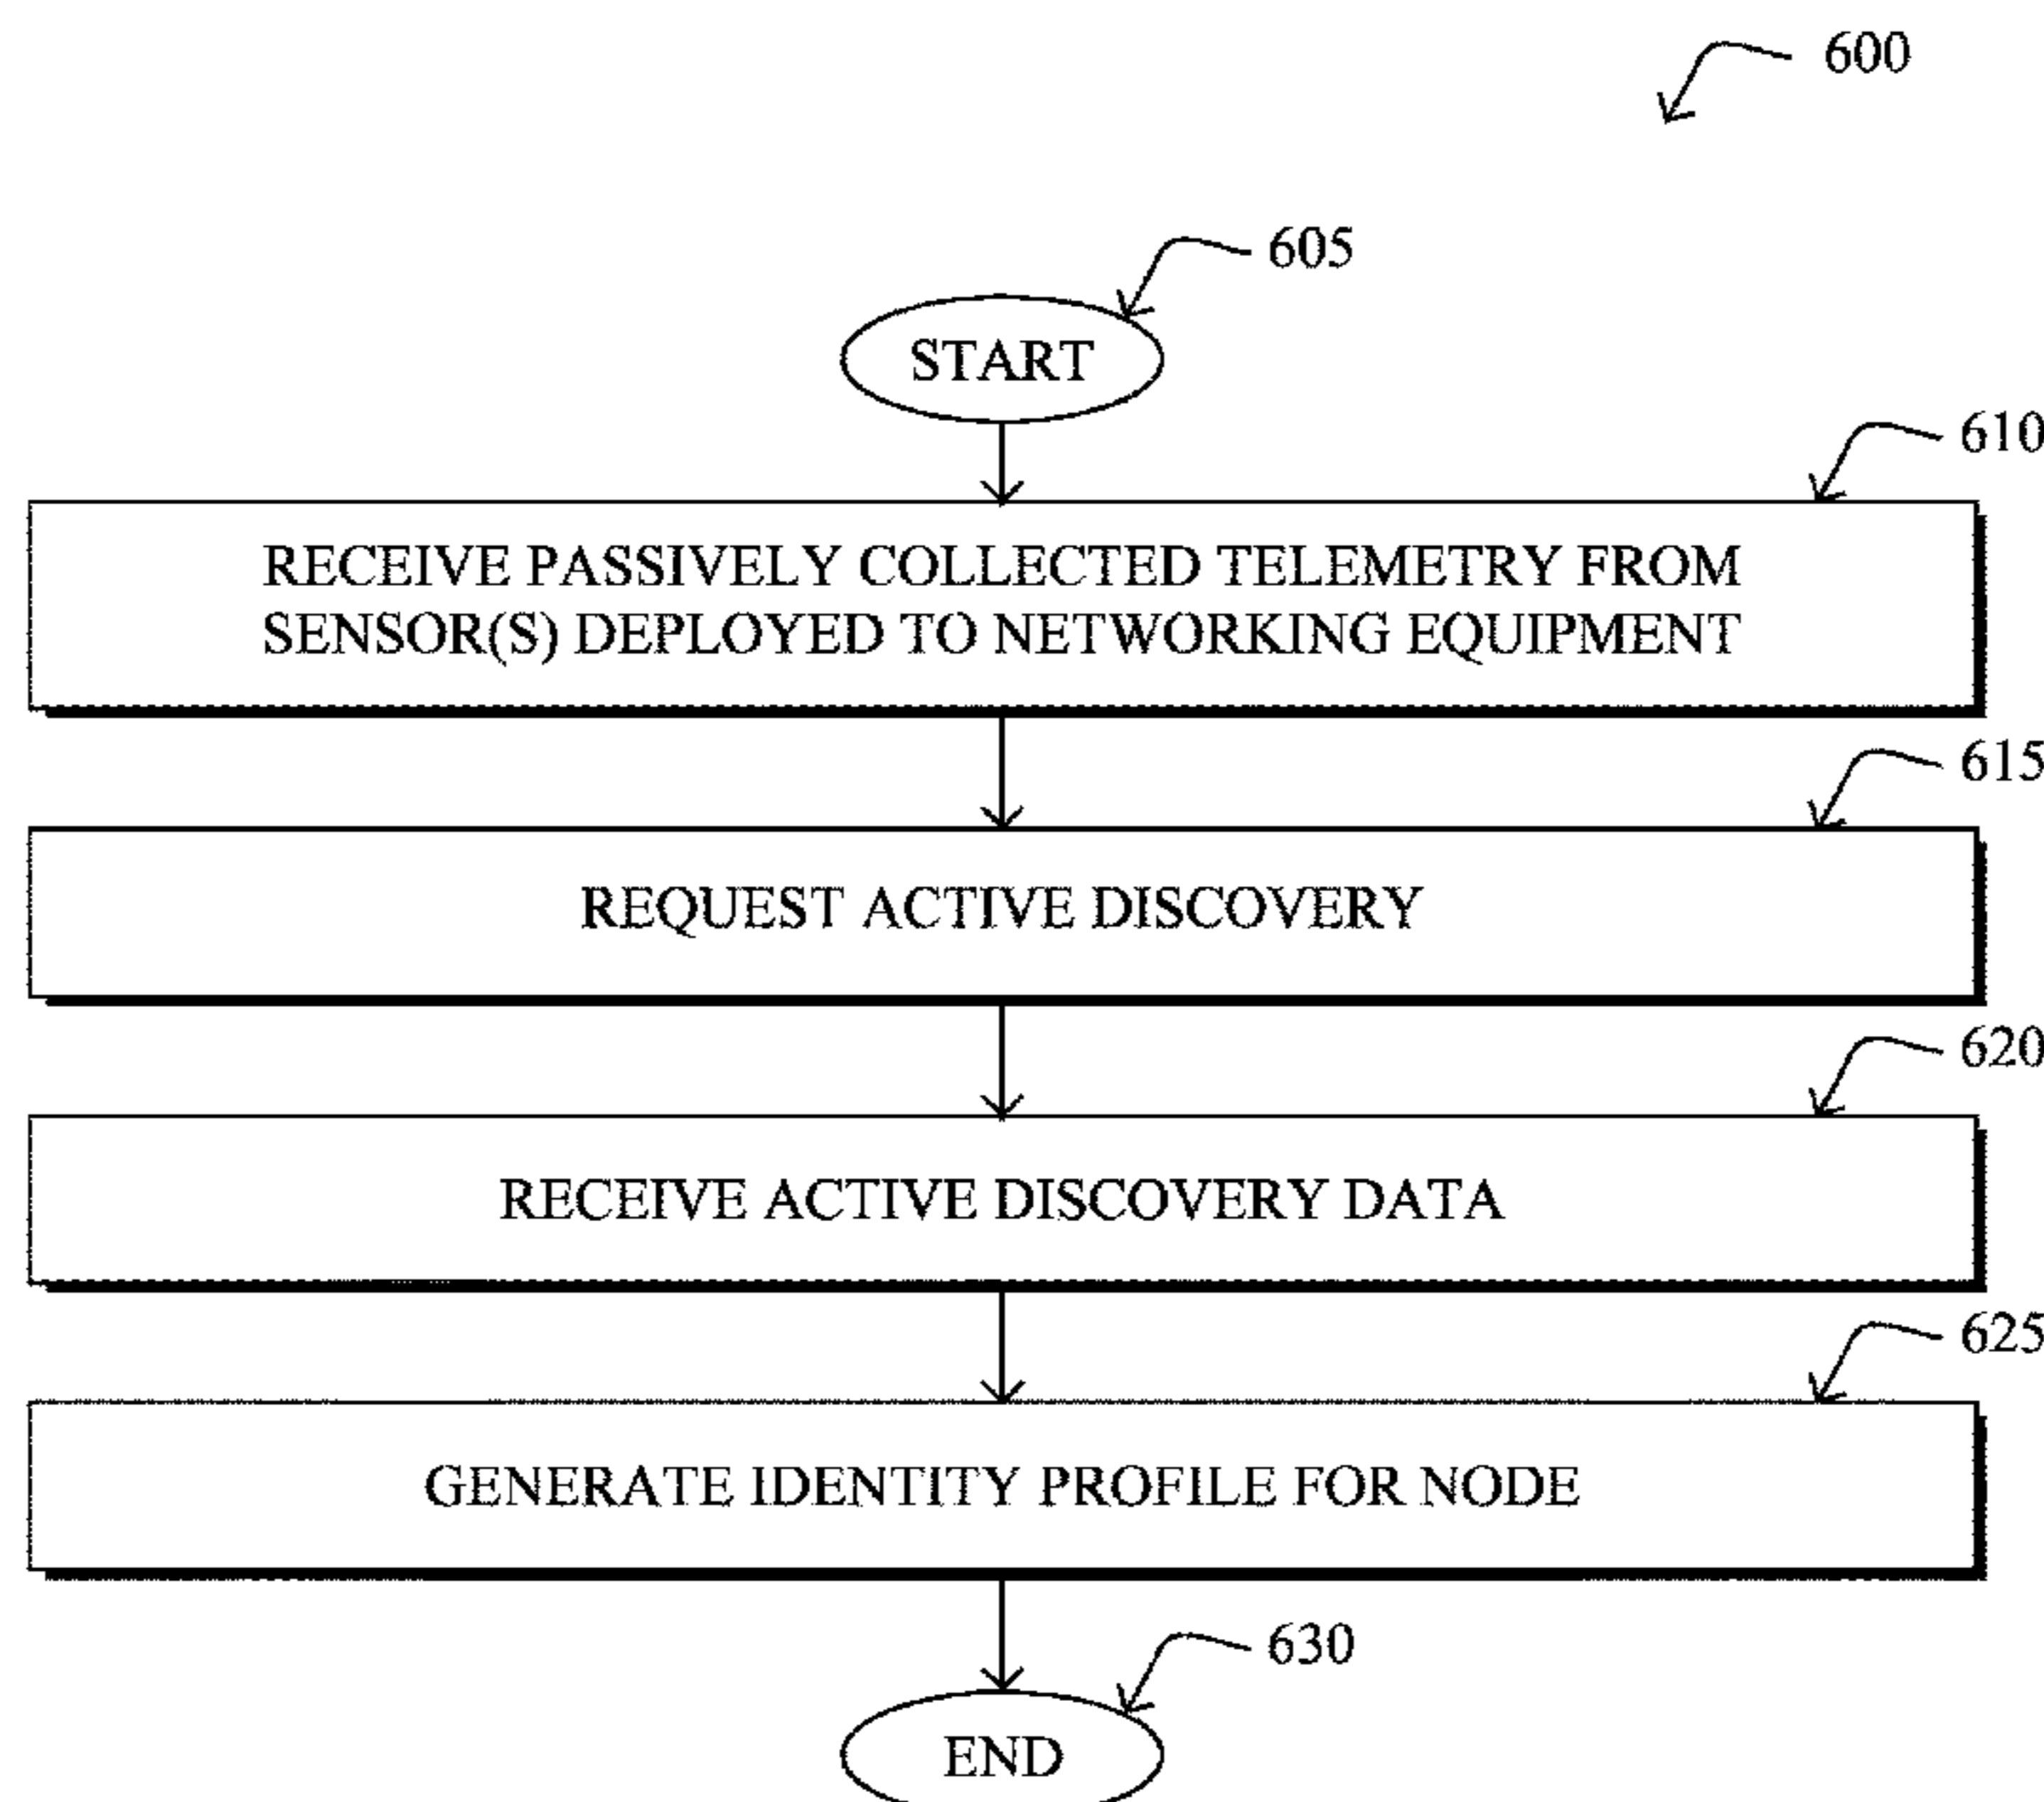 600
605
START
610
RECEIVE PASSIVELY COLLECTED TELEMETRY FROM
SENSOR(S) DEPLOYED TO NETWORKING EQUIPMENT
615
REQUEST ACTIVE DISCOVERY
620
RECEIVE ACTIVE DISCOVERY DATA
625
GENERATE IDENTITY PROFILE FOR NODE
630
END